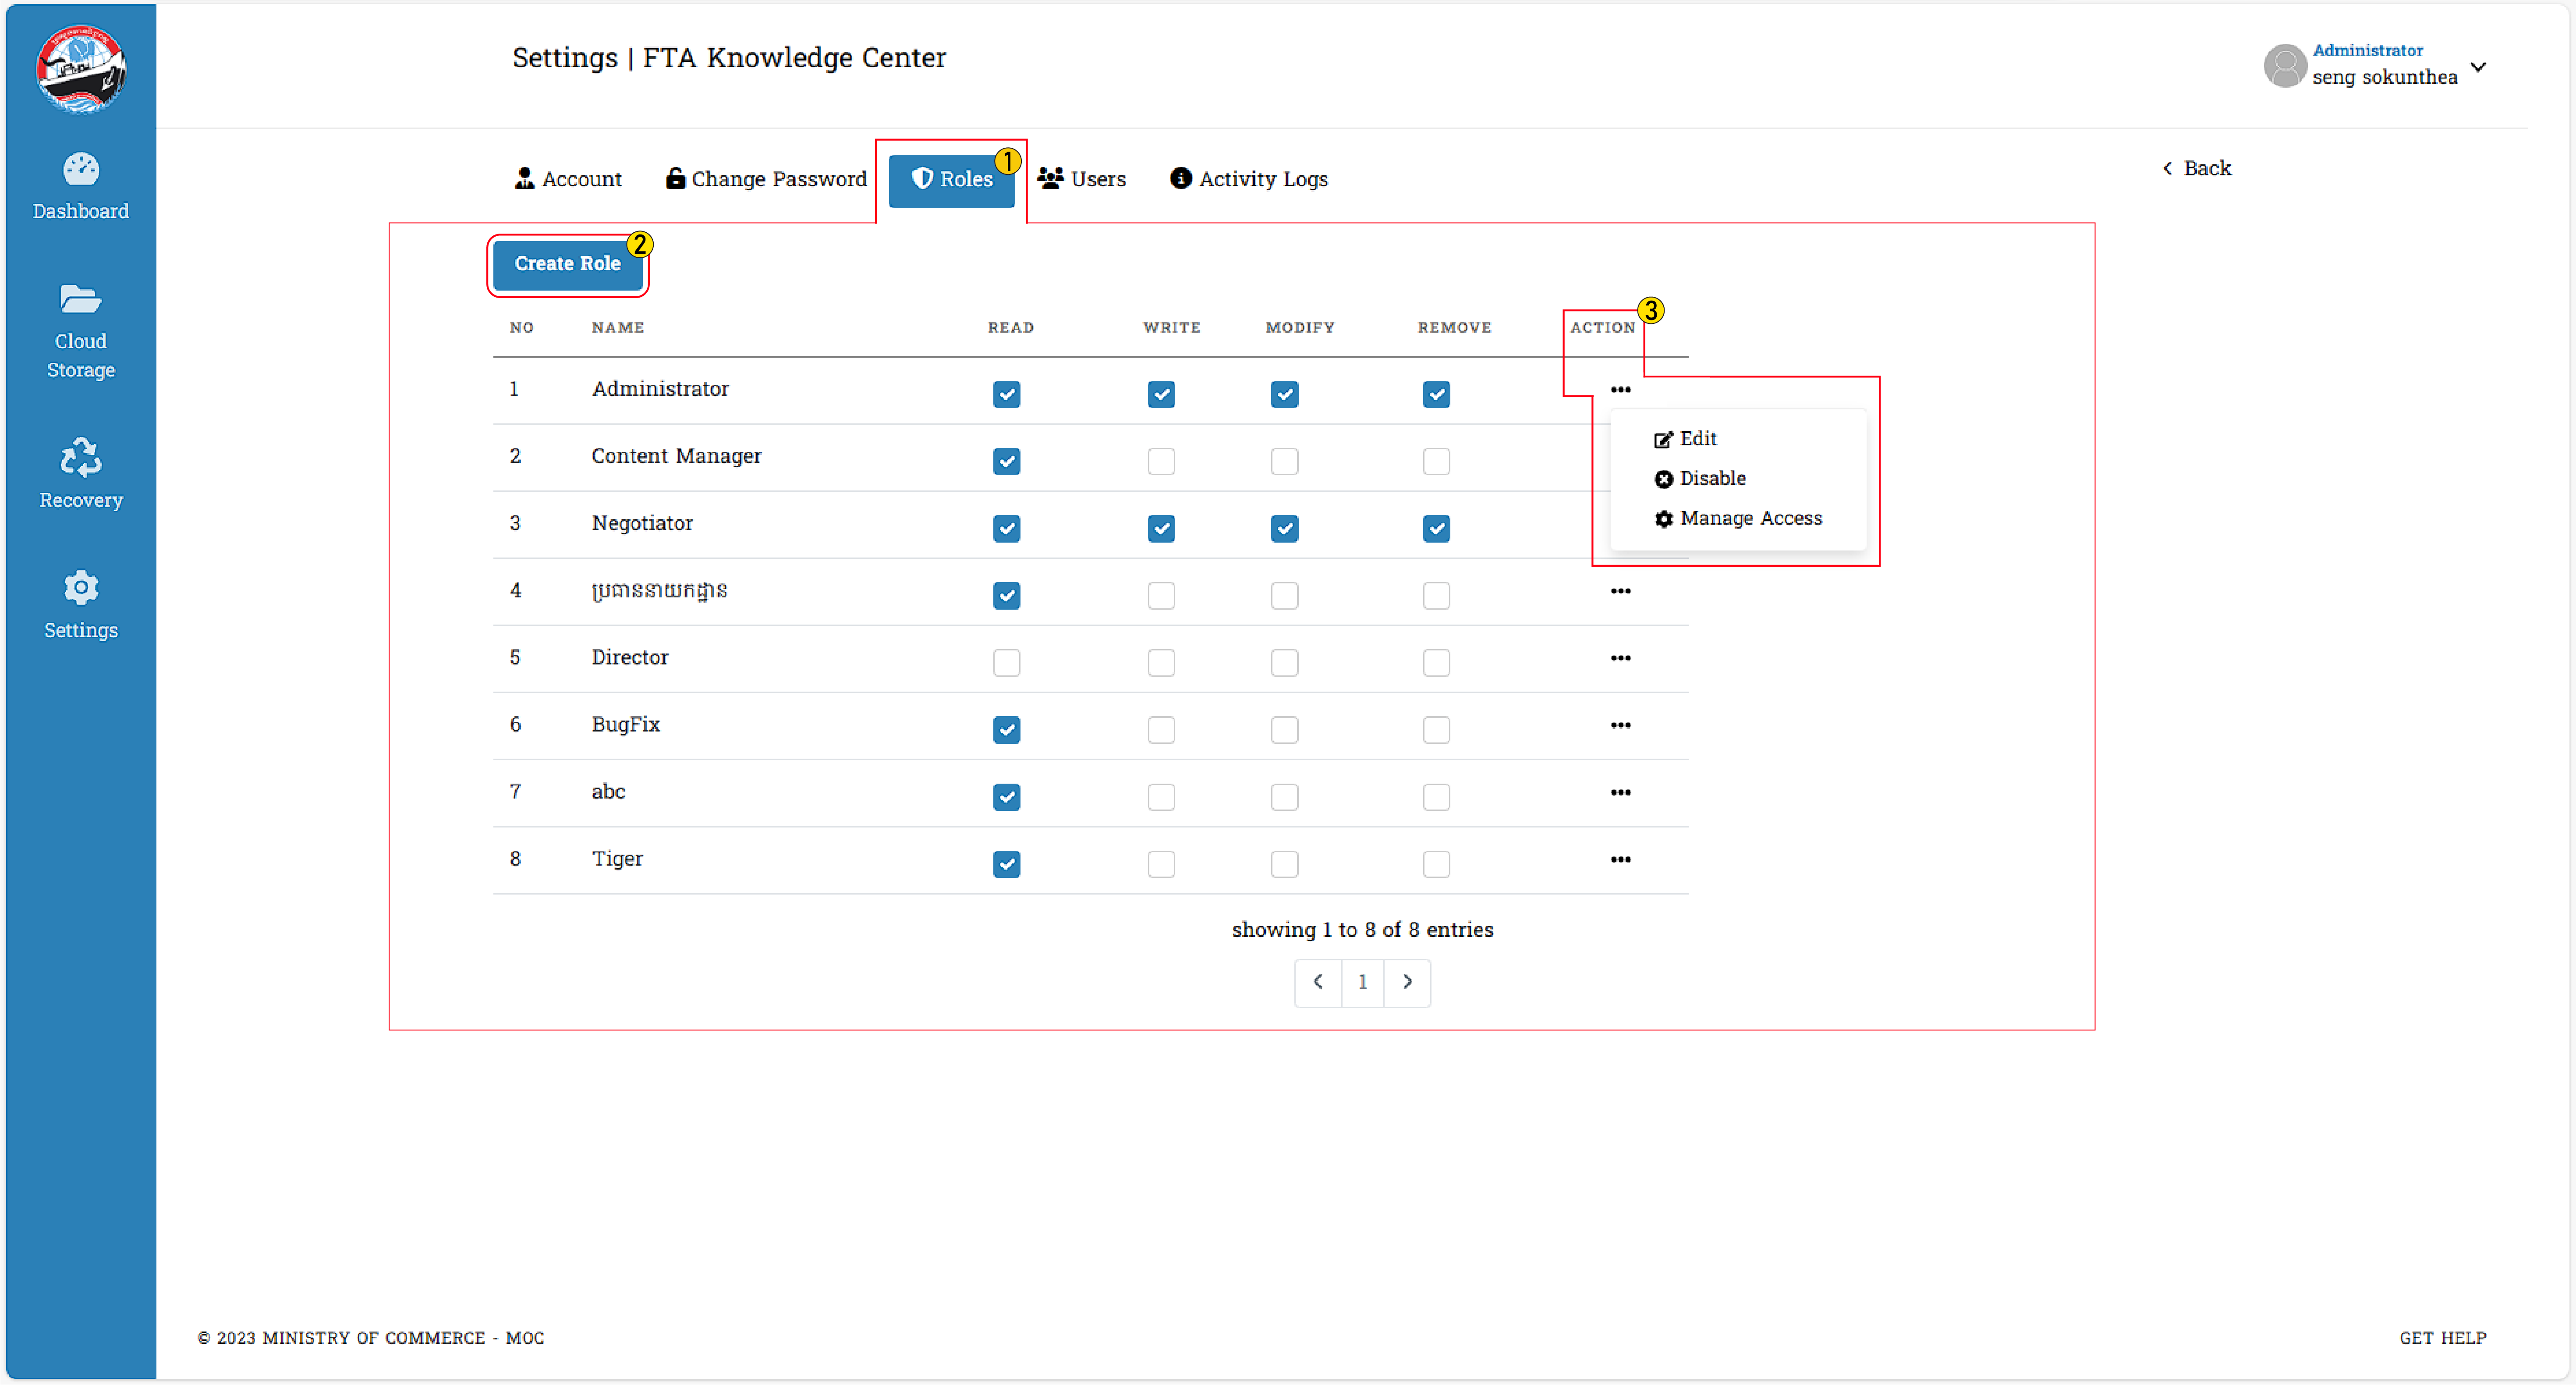 Settings | FTA Knowledge Center
Administrator
seng sokunthea
Dashboard
Cloud
Storage
Recovery
Settings
Account Change Password Roles 1 Users Activity Logs
Back
Create Role 2
NO NAME READ WRITE MODIFY REMOVE ACTION 3
1 Administrator
2 Content Manager
3 Negotiator
Edit
Disable
Manage Access
4 ប្រធាននាយកដ្ឋាន
5 Director
6 BugFix
7 abc
8 Tiger
showing 1 to 8 of 8 entries
1
© 2023 MINISTRY OF COMMERCE - MOC
GET HELP